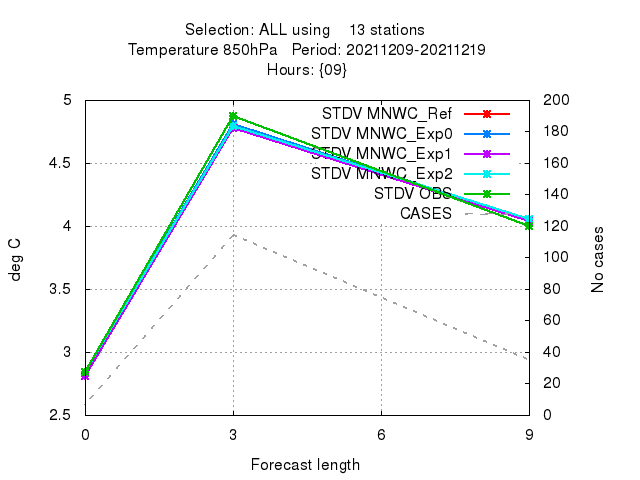 Selection: ALL using    13 stations
Temperature 850hPa   Period: 20211209-20211219
Hours: {09}
STDV MNWC_Ref
STDV MNWC_Exp0
STDV MNWC_Exp1
STDV MNWC_Exp2
STDV OBS
CASES
5
4.5
4
3.5
3
2.5
deg C
200
180
160
140
120
100
80
60
40
20
0
No cases
0 3 6 9
Forecast length